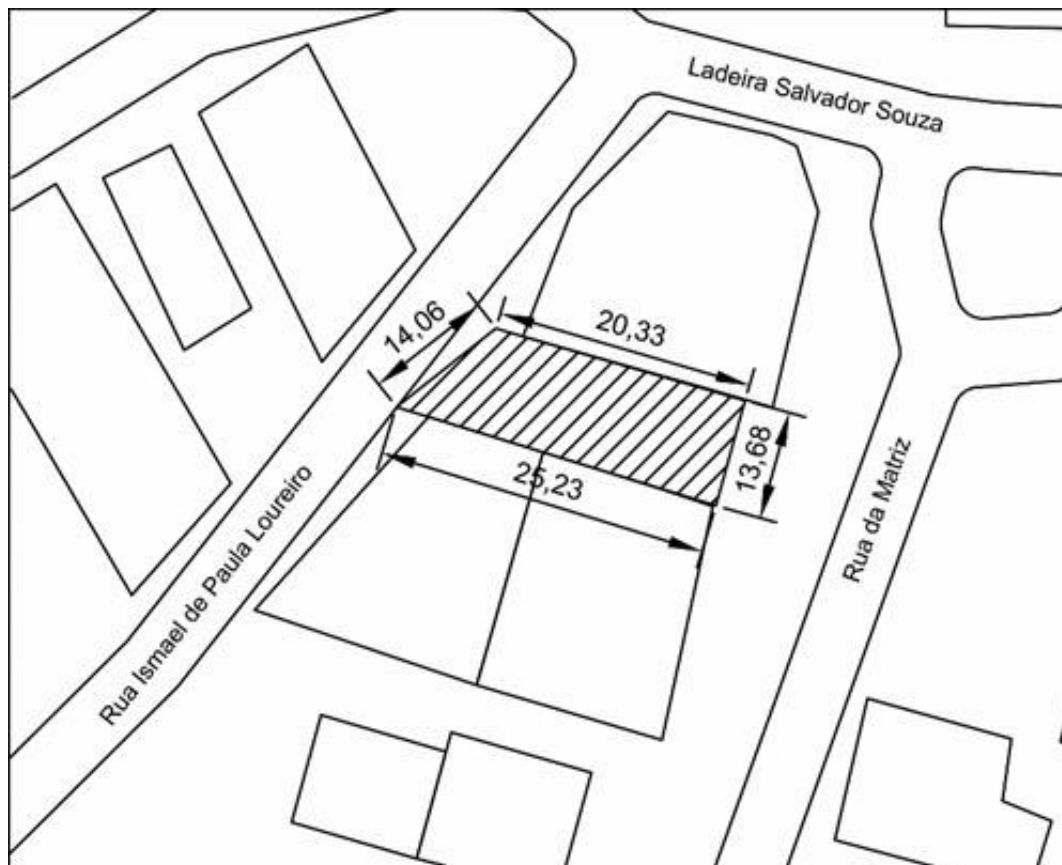 Ladeira Salvador Souza
14,06
20,33
13,68
25,23
Rua da Matriz
Rua Ismael de Paula Loureiro